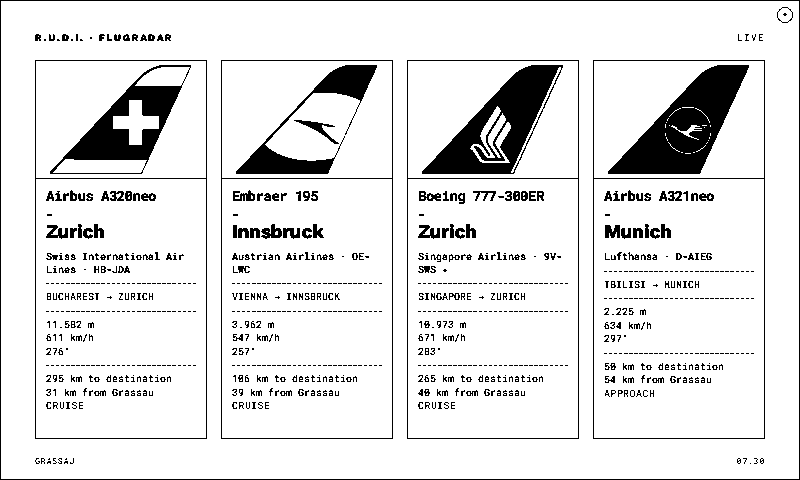 R.U.D.I. · FLUGRADAR
LIVE
Airbus A320neo
-
Zurich
Swiss International Air
Lines · HB-JDA
BUCHAREST → ZURICH
11.582 m
611 km/h
276°
295 km to destination
31 km from Grassau
CRUISE
Embraer 195
-
Innsbruck
Austrian Airlines · OE-
LWC
VIENNA → INNSBRUCK
3.962 m
547 km/h
257°
106 km to destination
39 km from Grassau
CRUISE
Boeing 777-300ER
-
Zurich
Singapore Airlines · 9V-
SWS ✦
SINGAPORE → ZURICH
10.973 m
671 km/h
283°
265 km to destination
40 km from Grassau
CRUISE
Airbus A321neo
-
Munich
Lufthansa · D-AIEG
TBILISI → MUNICH
2.225 m
634 km/h
297°
50 km to destination
54 km from Grassau
APPROACH
GRASSAU
07.30